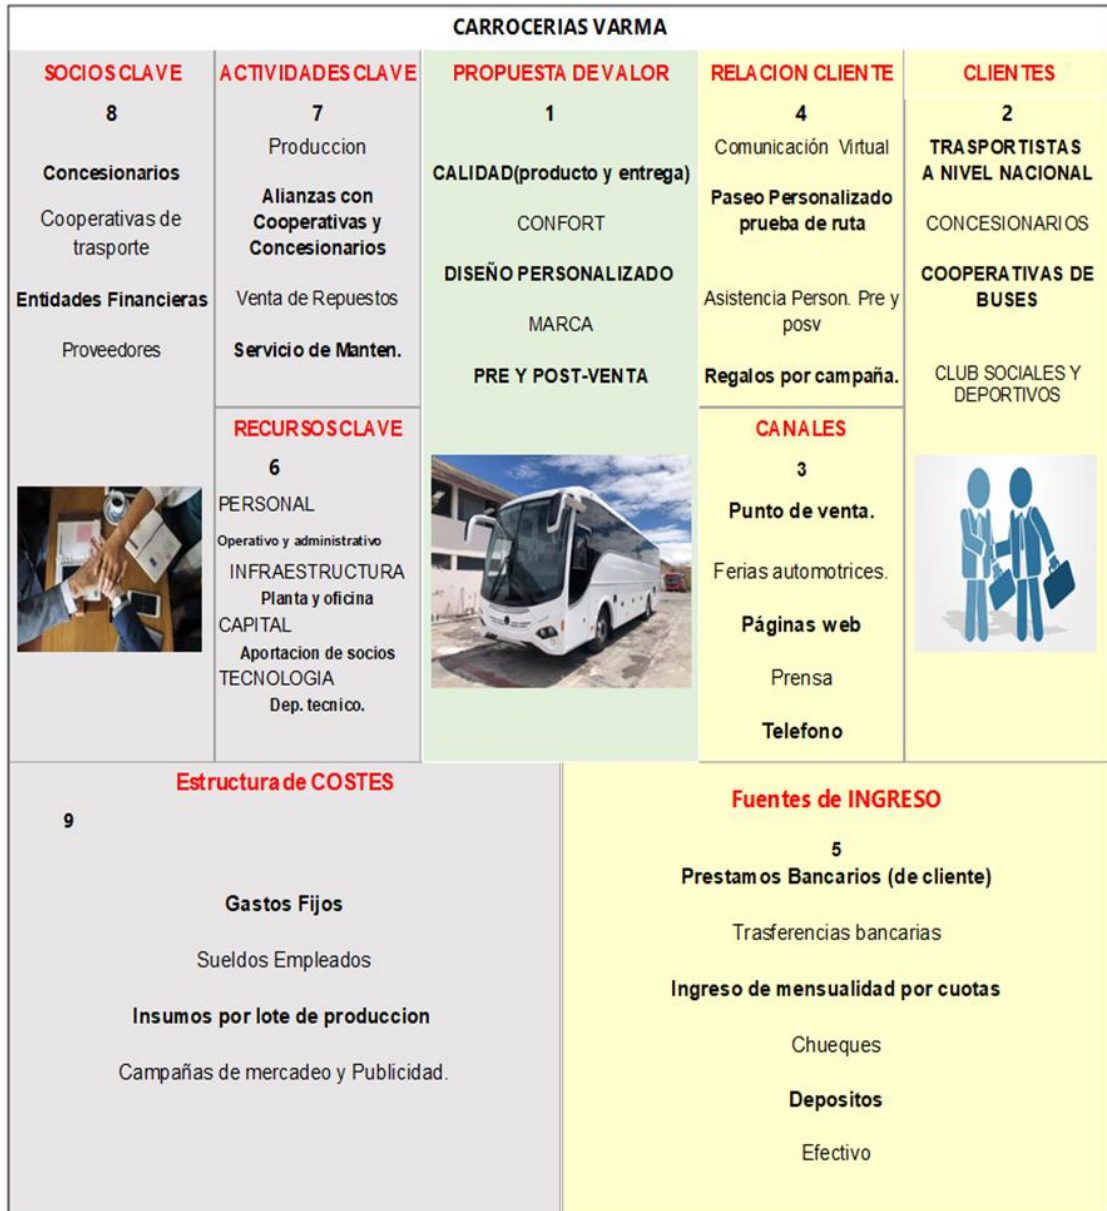 CARROCERIAS VARMA
SOCIOS CLAVE
8
Concesionarios
Cooperativas de
trasporte
Entidades Financieras
Proveedores
ACTIVIDADES CLAVE
7
Produccion
Alianzas con
Cooperativas y
Concesionarios
Venta de Repuestos
Servicio de Manten.
RECURSOS CLAVE
6
PERSONAL
Operativo y administrativo
INFRAESTRUCTURA
Planta y oficina
CAPITAL
Aportacion de socios
TECNOLOGIA
Dep. tecnico.
PROPUESTA DE VALOR
1
CALIDAD(producto y entrega)
CONFORT
DISEÑO PERSONALIZADO
MARCA
PRE Y POST-VENTA
RELACION CLIENTE
4
Comunicación Virtual
Paseo Personalizado
prueba de ruta
Asistencia Person. Pre y
posv
Regalos por campaña.
CANALES
3
Punto de venta.
Ferias automotrices.
Páginas web
Prensa
Telefono
CLIENTES
2
TRASPORTISTAS
A NIVEL NACIONAL
CONCESIONARIOS
COOPERATIVAS DE
BUSES
CLUB SOCIALES Y
DEPORTIVOS
Estructura de COSTES
9
Gastos Fijos
Sueldos Empleados
Insumos por lote de produccion
Campañas de mercadeo y Publicidad.
Fuentes de INGRESO
5
Prestamos Bancarios (de cliente)
Trasferencias bancarias
Ingreso de mensualidad por cuotas
Chueques
Depositos
Efectivo